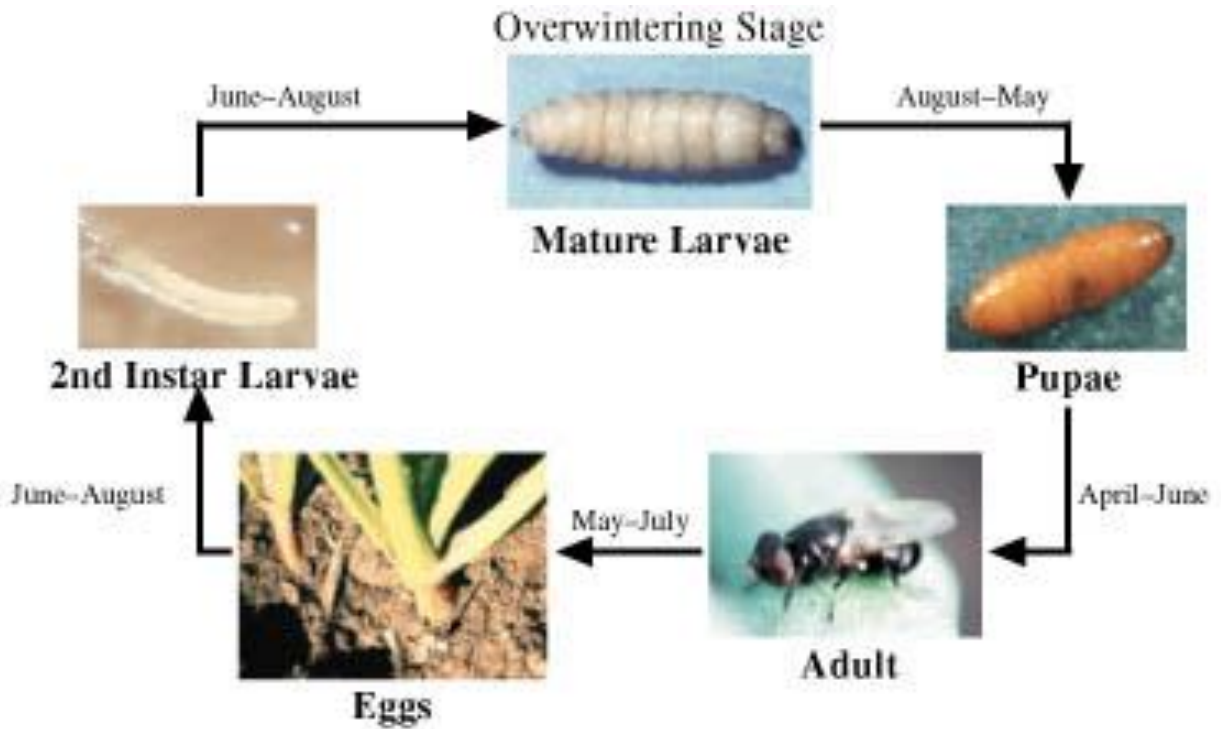 Overwintering Stage
June–August
August–May
Mature Larvae
2nd Instar Larvae
Pupae
June–August
May–July
April–June
Adult
Eggs